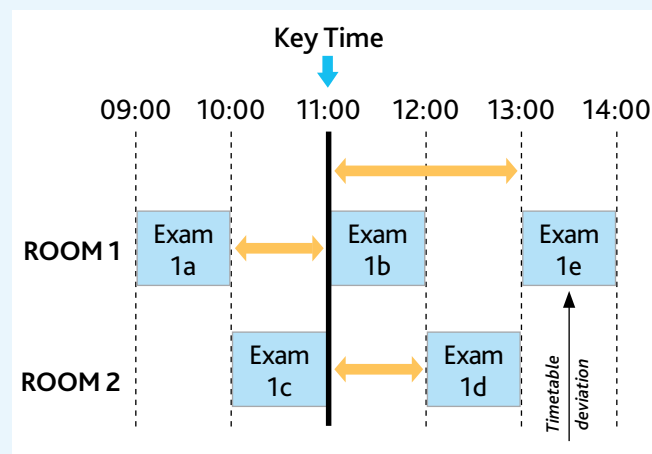 Key Time
09:00 10:00 11:00 12:00 13:00 14:00
ROOM 1
Exam
1a
Exam
1b
Exam
1e
ROOM 2
Exam
1c
Exam
1d
Timetable
deviation